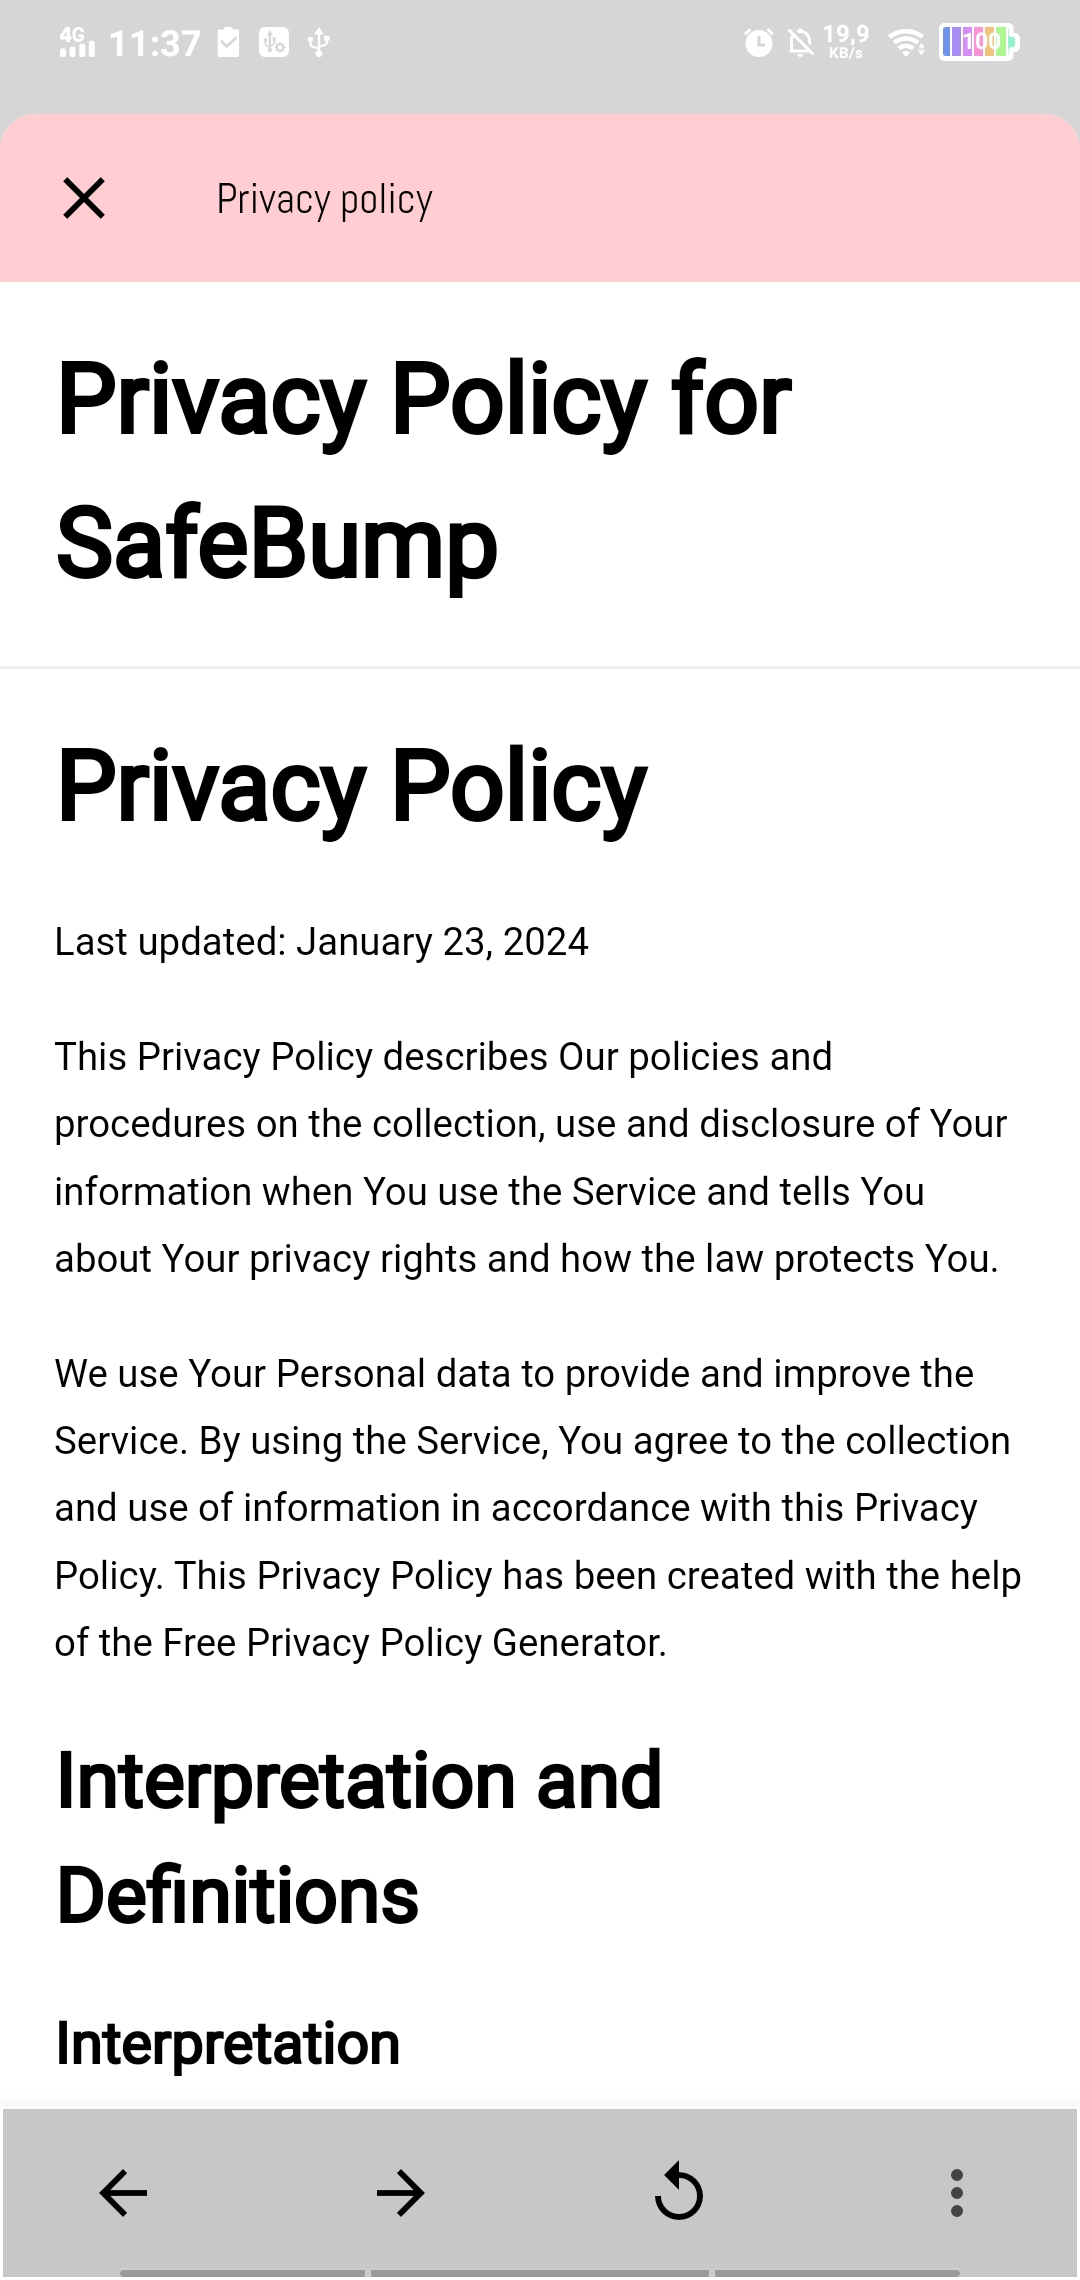 4G 11:37 19,9 KB/s 100
Privacy policy
Privacy Policy for
SafeBump
Privacy Policy
Last updated: January 23, 2024
This Privacy Policy describes Our policies and
procedures on the collection, use and disclosure of Your
information when You use the Service and tells You
about Your privacy rights and how the law protects You.
We use Your Personal data to provide and improve the
Service. By using the Service, You agree to the collection
and use of information in accordance with this Privacy
Policy. This Privacy Policy has been created with the help
of the Free Privacy Policy Generator.
Interpretation and
Definitions
Interpretation